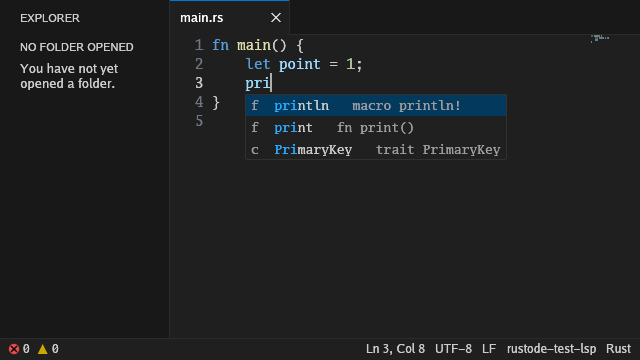 EXPLORER
NO FOLDER OPENED
You have not yet
opened a folder.
main.rs
1 fn main() {
2 let point = 1;
3 pri
4 }
5
f println macro println!
f print fn print()
c PrimaryKey trait PrimaryKey
0 0 Ln 3, Col 8 UTF-8 LF rustode-test-lsp Rust